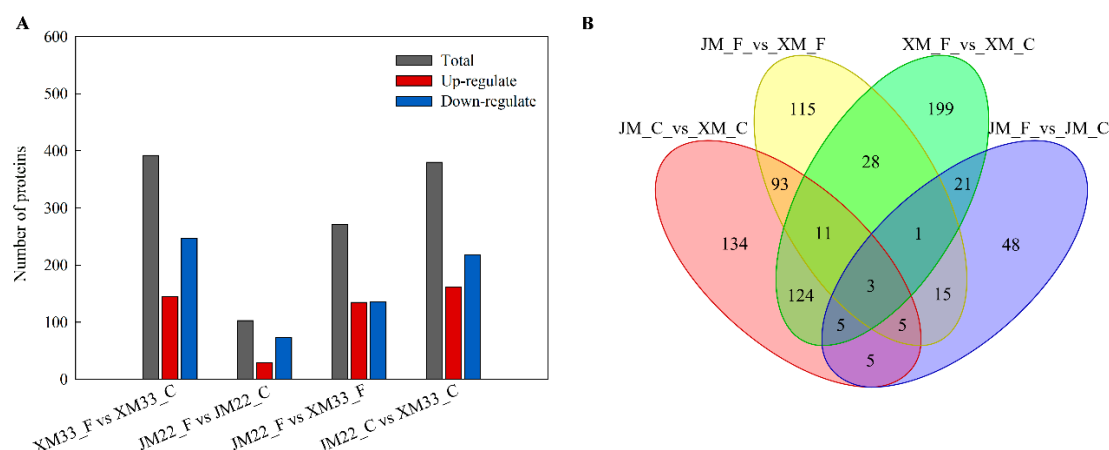 A
600
500
400
300
200
100
0
Number of proteins
Total
Up-regulate
Down-regulate
XM33_F vs XM33_C
JM22_F vs JM22_C
JM22_F vs XM33_F
JM22_C vs XM33_C
B
JM_F_vs_XM_F
XM_F_vs_XM_C
JM_C_vs_XM_C
JM_F_vs_JM_C
115
199
28
93
21
134
11
1
48
124
3
15
5
5
5